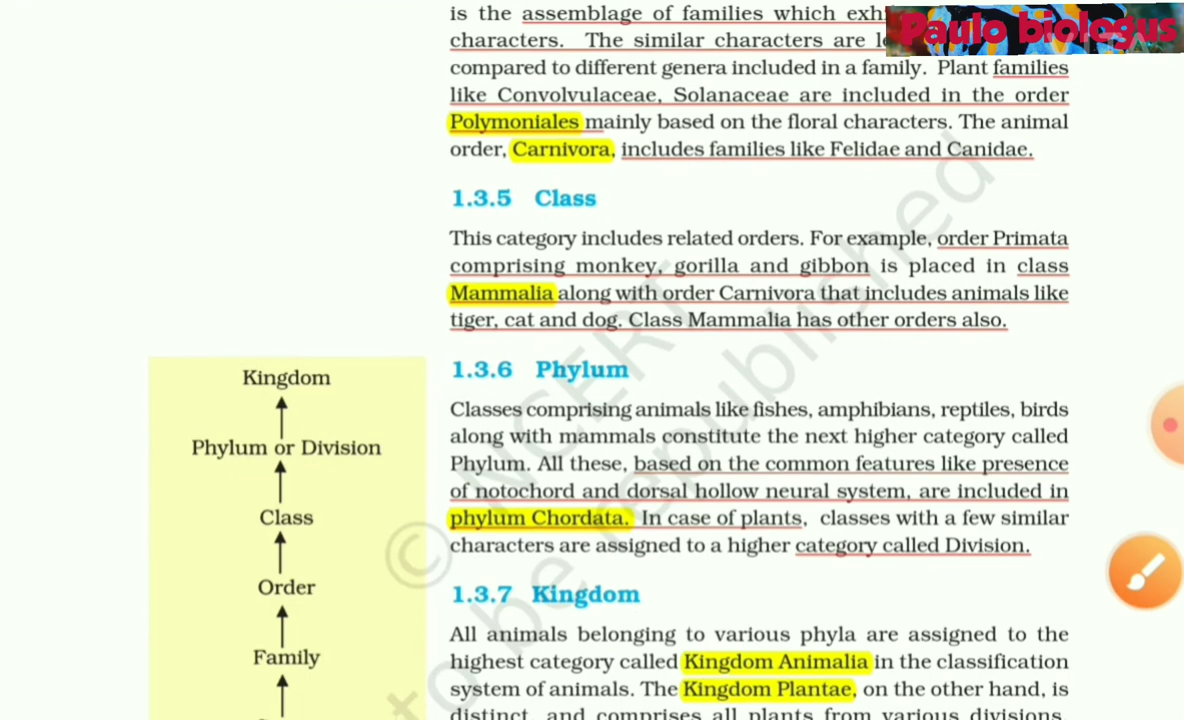 is the assemblage of families which exh
Paulo biologus
characters. The similar characters are
compared to different genera included in a family. Plant families
like Convolvulaceae, Solanaceae are included in the order
Polymoniales mainly based on the floral characters. The animal
order, Carnivora, includes families like Felidae and Canidae.
1.3.5 Class
This category includes related orders. For example, order Primata
comprising monkey, gorilla and gibbon is placed in class
Mammalia along with order Carnivora that includes animals like
tiger, cat and dog. Class Mammalia has other orders also.
1.3.6 Phylum
Classes comprising animals like fishes, amphibians, reptiles, birds
along with mammals constitute the next higher category called
Phylum. All these, based on the common features like presence
of notochord and dorsal hollow neural system, are included in
phylum Chordata. In case of plants, classes with a few similar
characters are assigned to a higher category called Division.
1.3.7 Kingdom
All animals belonging to various phyla are assigned to the
highest category called Kingdom Animalia in the classification
system of animals. The Kingdom Plantae, on the other hand, is
distinct, and comprises all plants from various divisions.
Kingdom
Phylum or Division
Class
Order
Family
© NCERT
to be republished